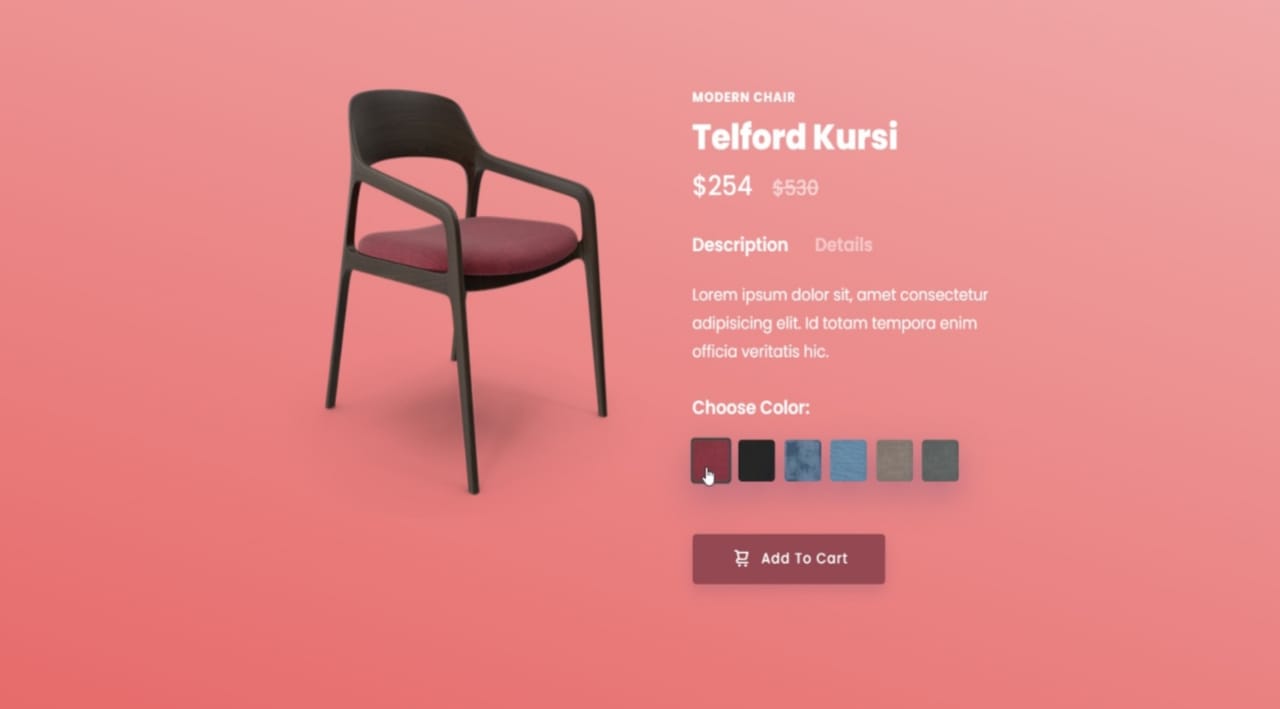 MODERN CHAIR
Telford Kursi
$254 $530
Description Details
Lorem ipsum dolor sit, amet consectetur
adipisicing elit. Id totam tempora enim
officia veritatis hic.
Choose Color:
Add To Cart